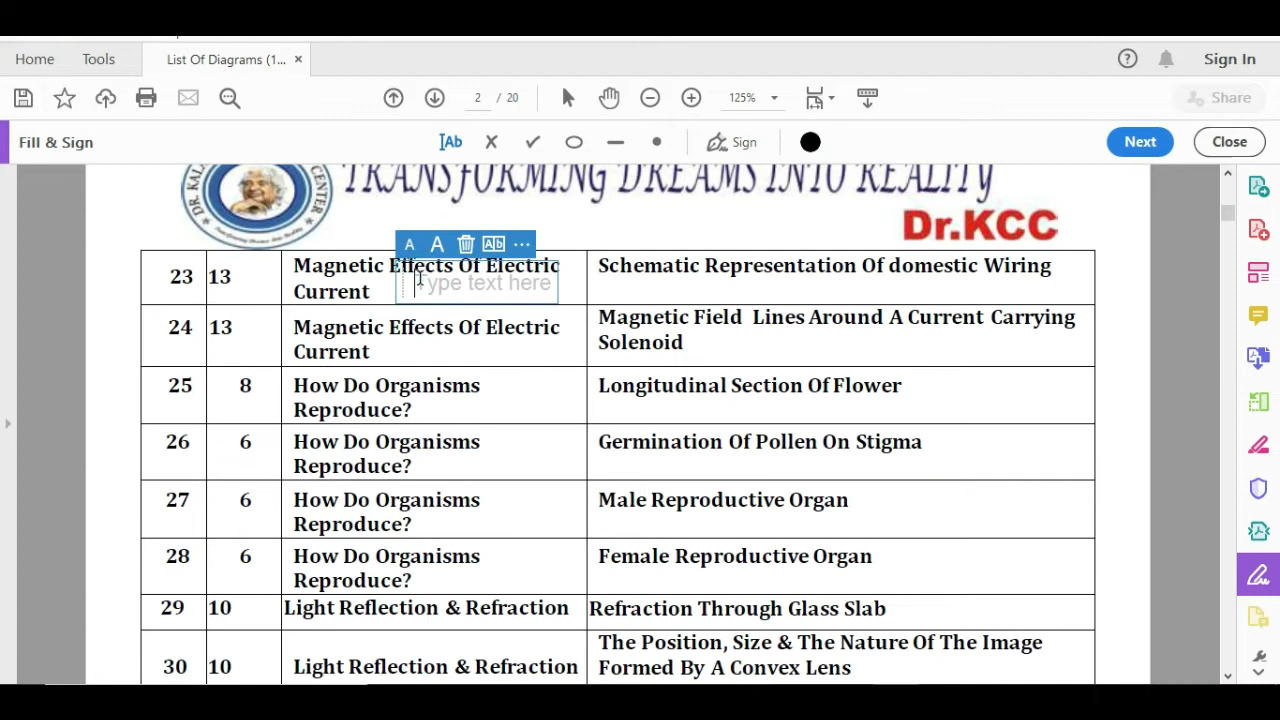 Home Tools List Of Diagrams (1... × Sign In
2 / 20 125% Share
Fill & Sign Ab Sign Next Close
DR. KAL CENTER
TRANSFORMING DREAMS INTO REALITY
Dr.KCC
A A Ab ...
23 13 Magnetic Effects Of Electric Current Schematic Representation Of domestic Wiring
Type text here
24 13 Magnetic Effects Of Electric Current Magnetic Field Lines Around A Current Carrying Solenoid
25 8 How Do Organisms Reproduce? Longitudinal Section Of Flower
26 6 How Do Organisms Reproduce? Germination Of Pollen On Stigma
27 6 How Do Organisms Reproduce? Male Reproductive Organ
28 6 How Do Organisms Reproduce? Female Reproductive Organ
29 10 Light Reflection & Refraction Refraction Through Glass Slab
30 10 Light Reflection & Refraction The Position, Size & The Nature Of The Image Formed By A Convex Lens